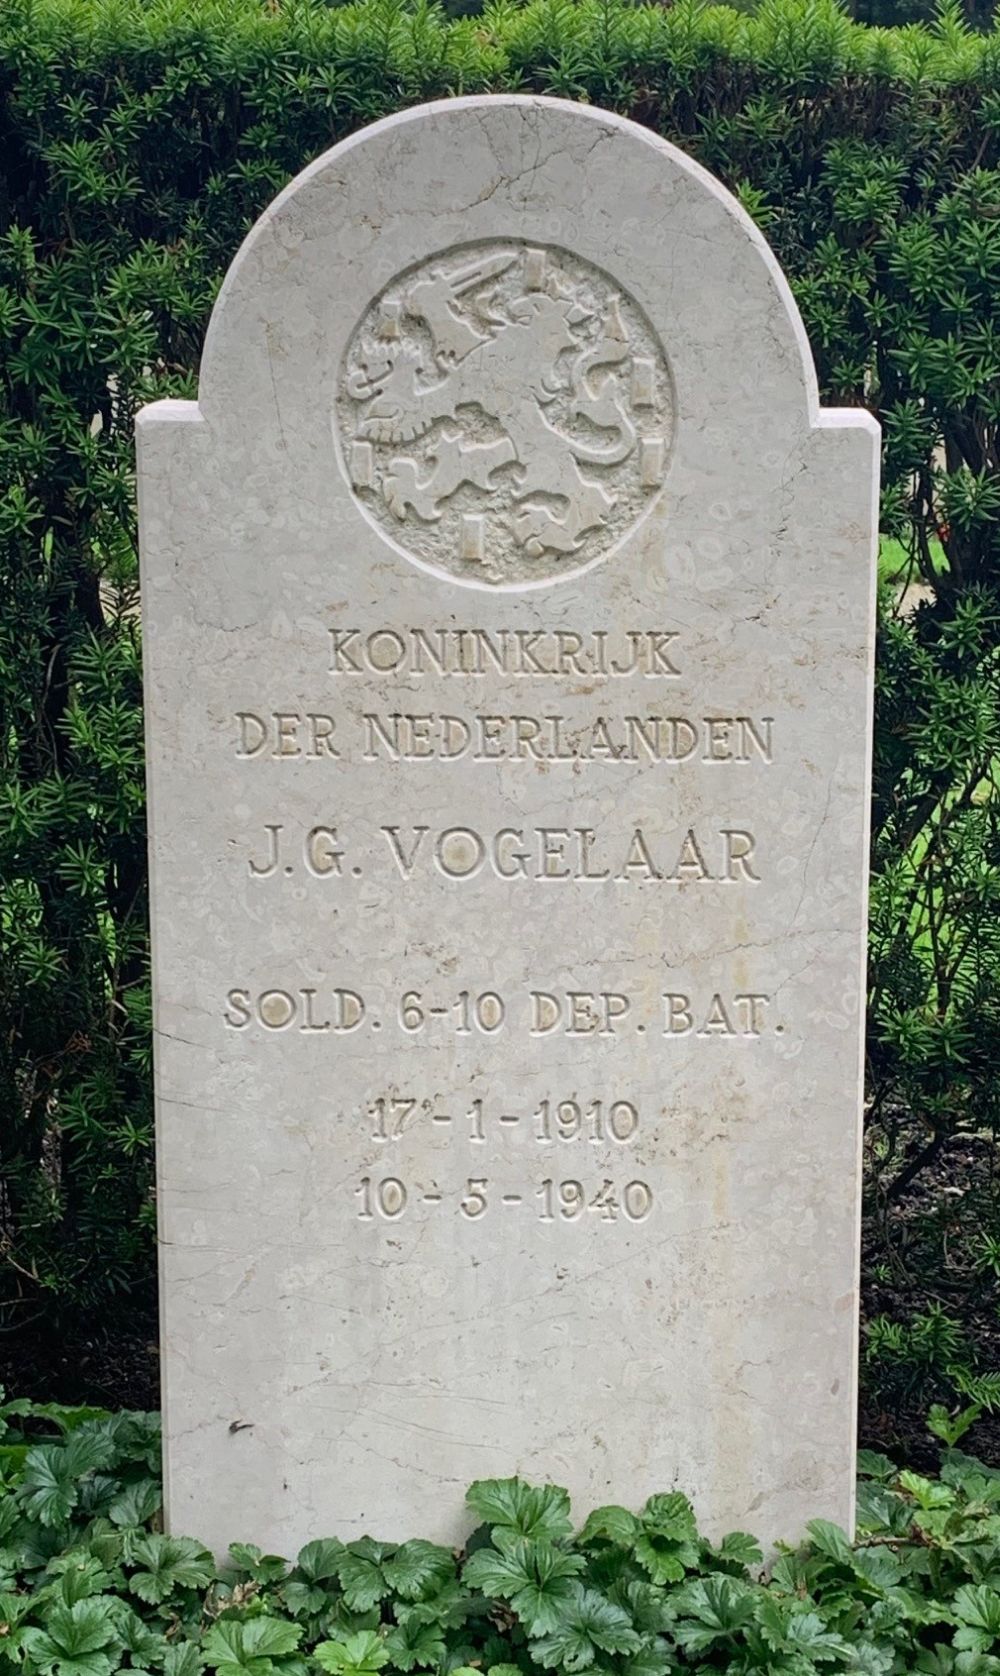 KONINKRIJK
DER NEDERLANDEN
J.G. VOGELAAR
SOLD. 6-10 DEP. BAT.
17-1-1910
10-5-1940